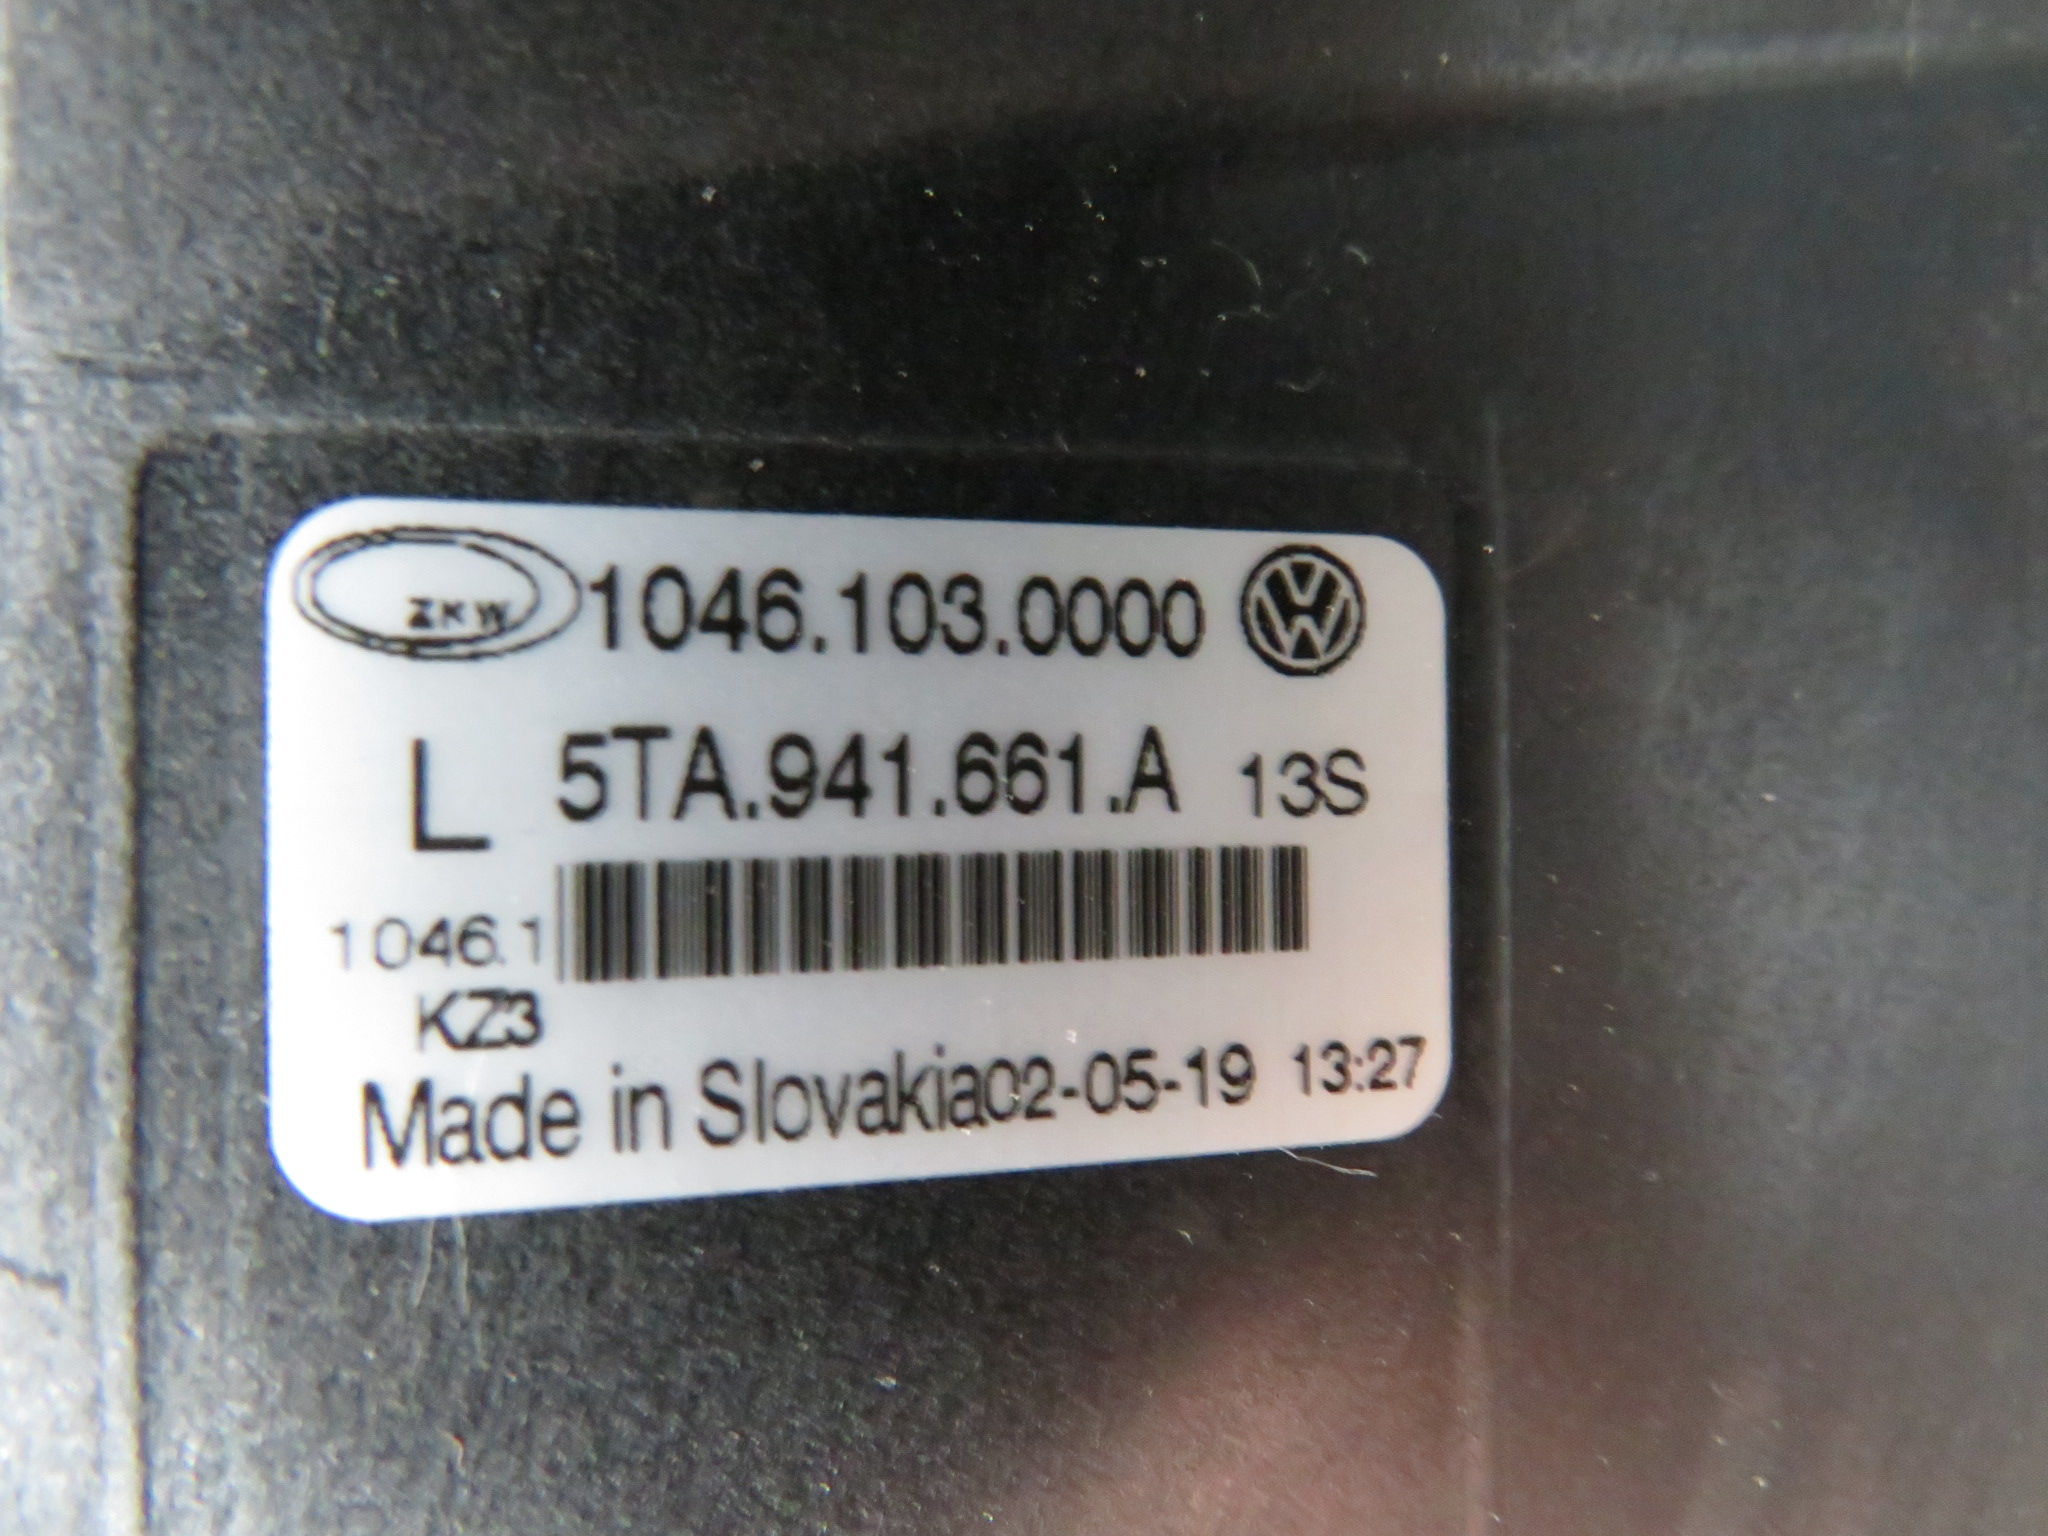 ZKW 1046.103.0000
L 5TA.941.661.A 13S
1046.1
KZ3
Made in Slovakia02-05-19 13:27